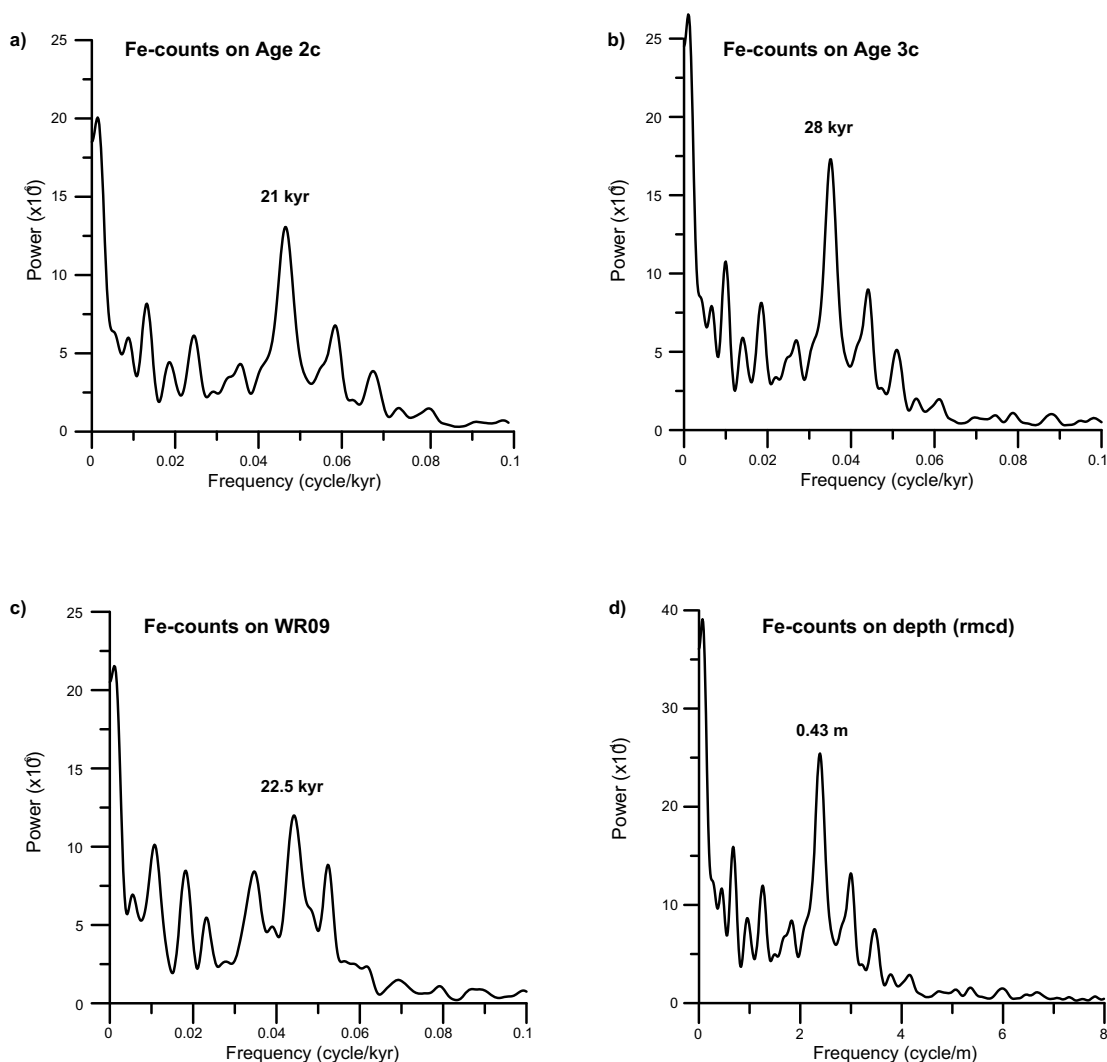 a)
Fe-counts on Age 2c
25
20
15
10
5
0
Power (x10⁶)
21 kyr
0 0.02 0.04 0.06 0.08 0.1
Frequency (cycle/kyr)
b)
Fe-counts on Age 3c
25
20
15
10
5
0
Power (x10⁶)
28 kyr
0 0.02 0.04 0.06 0.08 0.1
Frequency (cycle/kyr)
c)
Fe-counts on WR09
25
20
15
10
5
0
Power (x10⁶)
22.5 kyr
0 0.02 0.04 0.06 0.08 0.1
Frequency (cycle/kyr)
d)
Fe-counts on depth (rmcd)
40
30
20
10
0
Power (x10⁴)
0.43 m
0 2 4 6 8
Frequency (cycle/m)